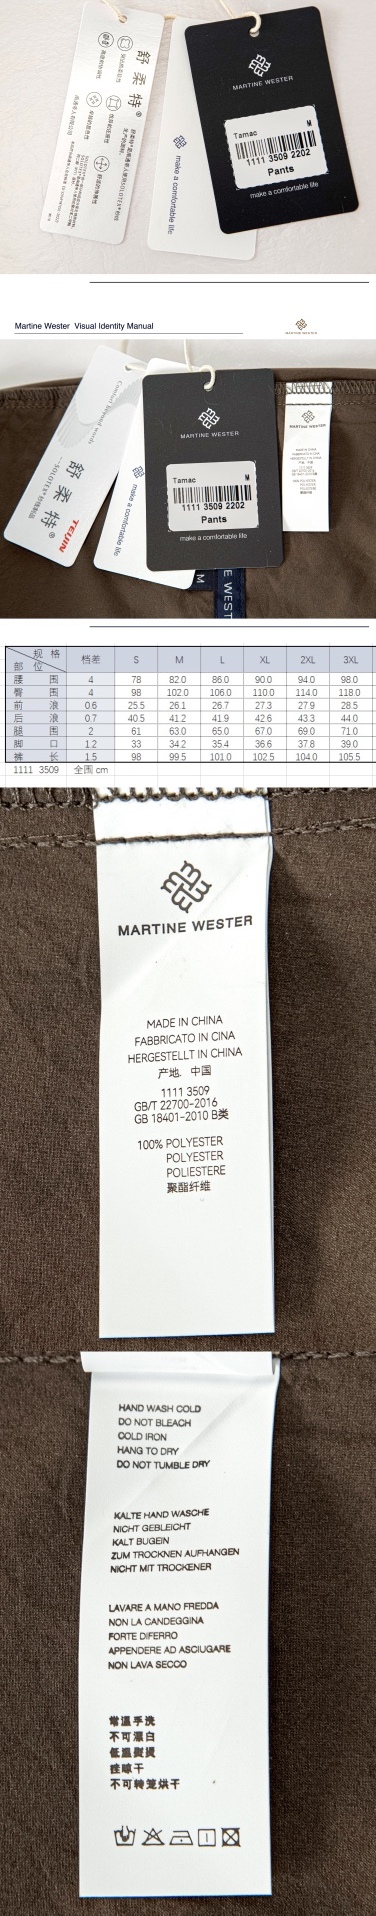 舒柔特®
MARTINE WESTER
Tamac M
1111 3509 2202
Pants
make a comfortable life
make a comfortable life
Martine Wester Visual Identity Manual
MARTINE WESTER
舒柔特®
TEIJIN
make a comfortable life
MARTINE WESTER
Tamac M
1111 3509 2202
Pants
make a comfortable life
M
WEST
MARTINE WESTER
规格 部位 档差 S M L XL 2XL 3XL
腰围 4 78 82.0 86.0 90.0 94.0 98.0
臀围 4 98 102.0 106.0 110.0 114.0 118.0
前浪 0.6 25.5 26.1 26.7 27.3 27.9 28.5
后浪 0.7 40.5 41.2 41.9 42.6 43.3 44.0
腿围 2 61 63.0 65.0 67.0 69.0 71.0
脚口 1.2 33 34.2 35.4 36.6 37.8 39.0
裤长 1.5 98 99.5 101.0 102.5 104.0 105.5
1111 3509 全围 cm
MARTINE WESTER
MADE IN CHINA
FABBRICATO IN CINA
HERGESTELLT IN CHINA
产地. 中国
1111 3509
GB/T 22700-2016
GB 18401-2010 B类
100% POLYESTER
POLYESTER
POLIESTERE
聚酯纤维
HAND WASH COLD
DO NOT BLEACH
COLD IRON
HANG TO DRY
DO NOT TUMBLE DRY
KALTE HAND WASCHE
NICHT GEBLEICHT
KALT BUGEIN
ZUM TROCKNEN AUFHANGEN
NICHT MIT TROCKENER
LAVARE A MANO FREDDA
NON LA CANDEGGINA
FORTE DIFERRO
APPENDERE AD ASCIUGARE
NON LAVA SECCO
常温手洗
不可漂白
低温熨烫
挂晾干
不可转笼烘干